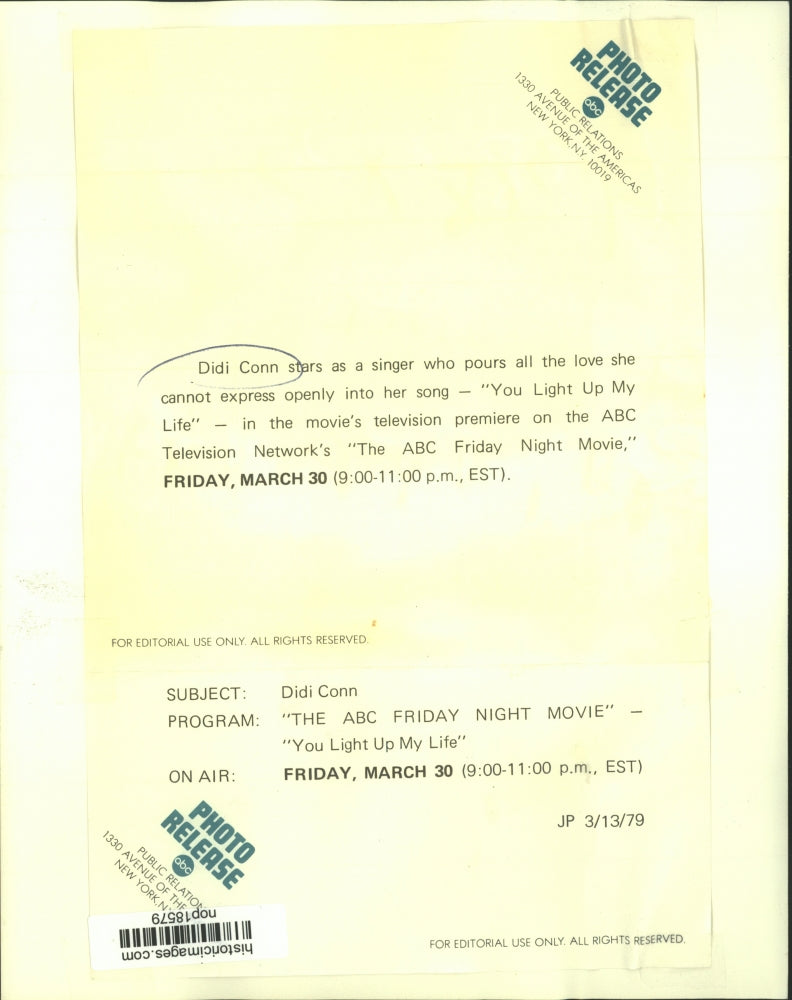 PHOTO
RELEASE
abc
PUBLIC RELATIONS
1330 AVENUE OF THE AMERICAS
NEW YORK, N.Y. 10019
Didi Conn stars as a singer who pours all the love she
cannot express openly into her song — "You Light Up My
Life" — in the movie's television premiere on the ABC
Television Network's "The ABC Friday Night Movie,"
FRIDAY, MARCH 30 (9:00-11:00 p.m., EST).
FOR EDITORIAL USE ONLY. ALL RIGHTS RESERVED.
SUBJECT: Didi Conn
PROGRAM: "THE ABC FRIDAY NIGHT MOVIE" —
"You Light Up My Life"
ON AIR: FRIDAY, MARCH 30 (9:00-11:00 p.m., EST)
JP 3/13/79
PHOTO
RELEASE
abc
PUBLIC RELATIO
1330 AVENUE OF THE
NEW YORK, N
nop18579
historicimages.com
FOR EDITORIAL USE ONLY. ALL RIGHTS RESERVED.